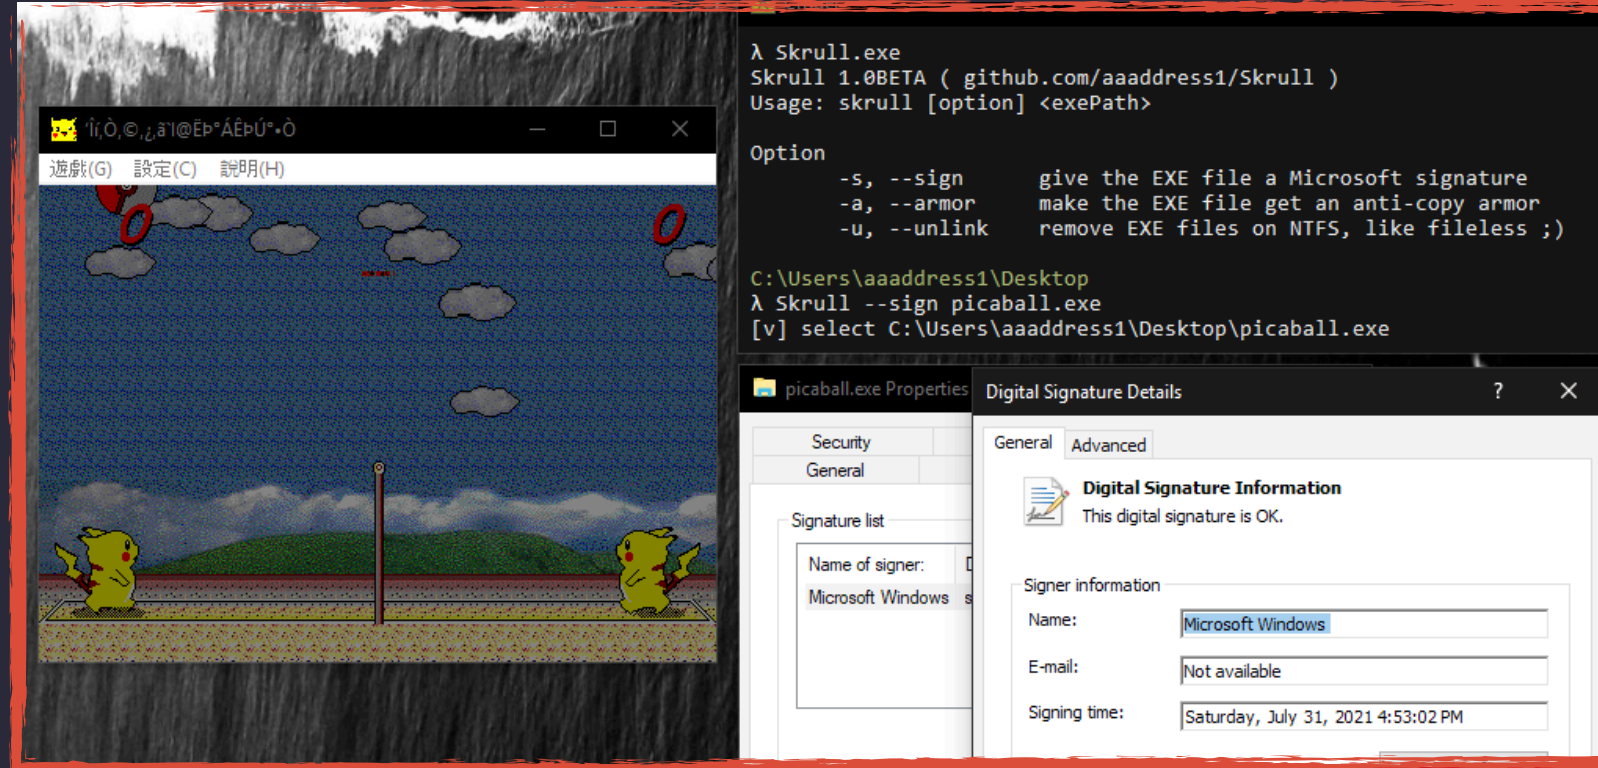 λ Skrull.exe
Skrull 1.0BETA ( github.com/aaaddress1/Skrull )
Usage: skrull [option] <exePath>
Option
-s, --sign give the EXE file a Microsoft signature
-a, --armor make the EXE file get an anti-copy armor
-u, --unlink remove EXE files on NTFS, like fileless ;)
C:\Users\aaaddress1\Desktop
λ Skrull --sign picaball.exe
[v] select C:\Users\aaaddress1\Desktop\picaball.exe
遊戲(G) 設定(C) 說明(H)
picaball.exe Properties
Security
General
Signature list
Name of signer:
Microsoft Windows
Digital Signature Details
General Advanced
Digital Signature Information
This digital signature is OK.
Signer information
Name: Microsoft Windows
E-mail: Not available
Signing time: Saturday, July 31, 2021 4:53:02 PM